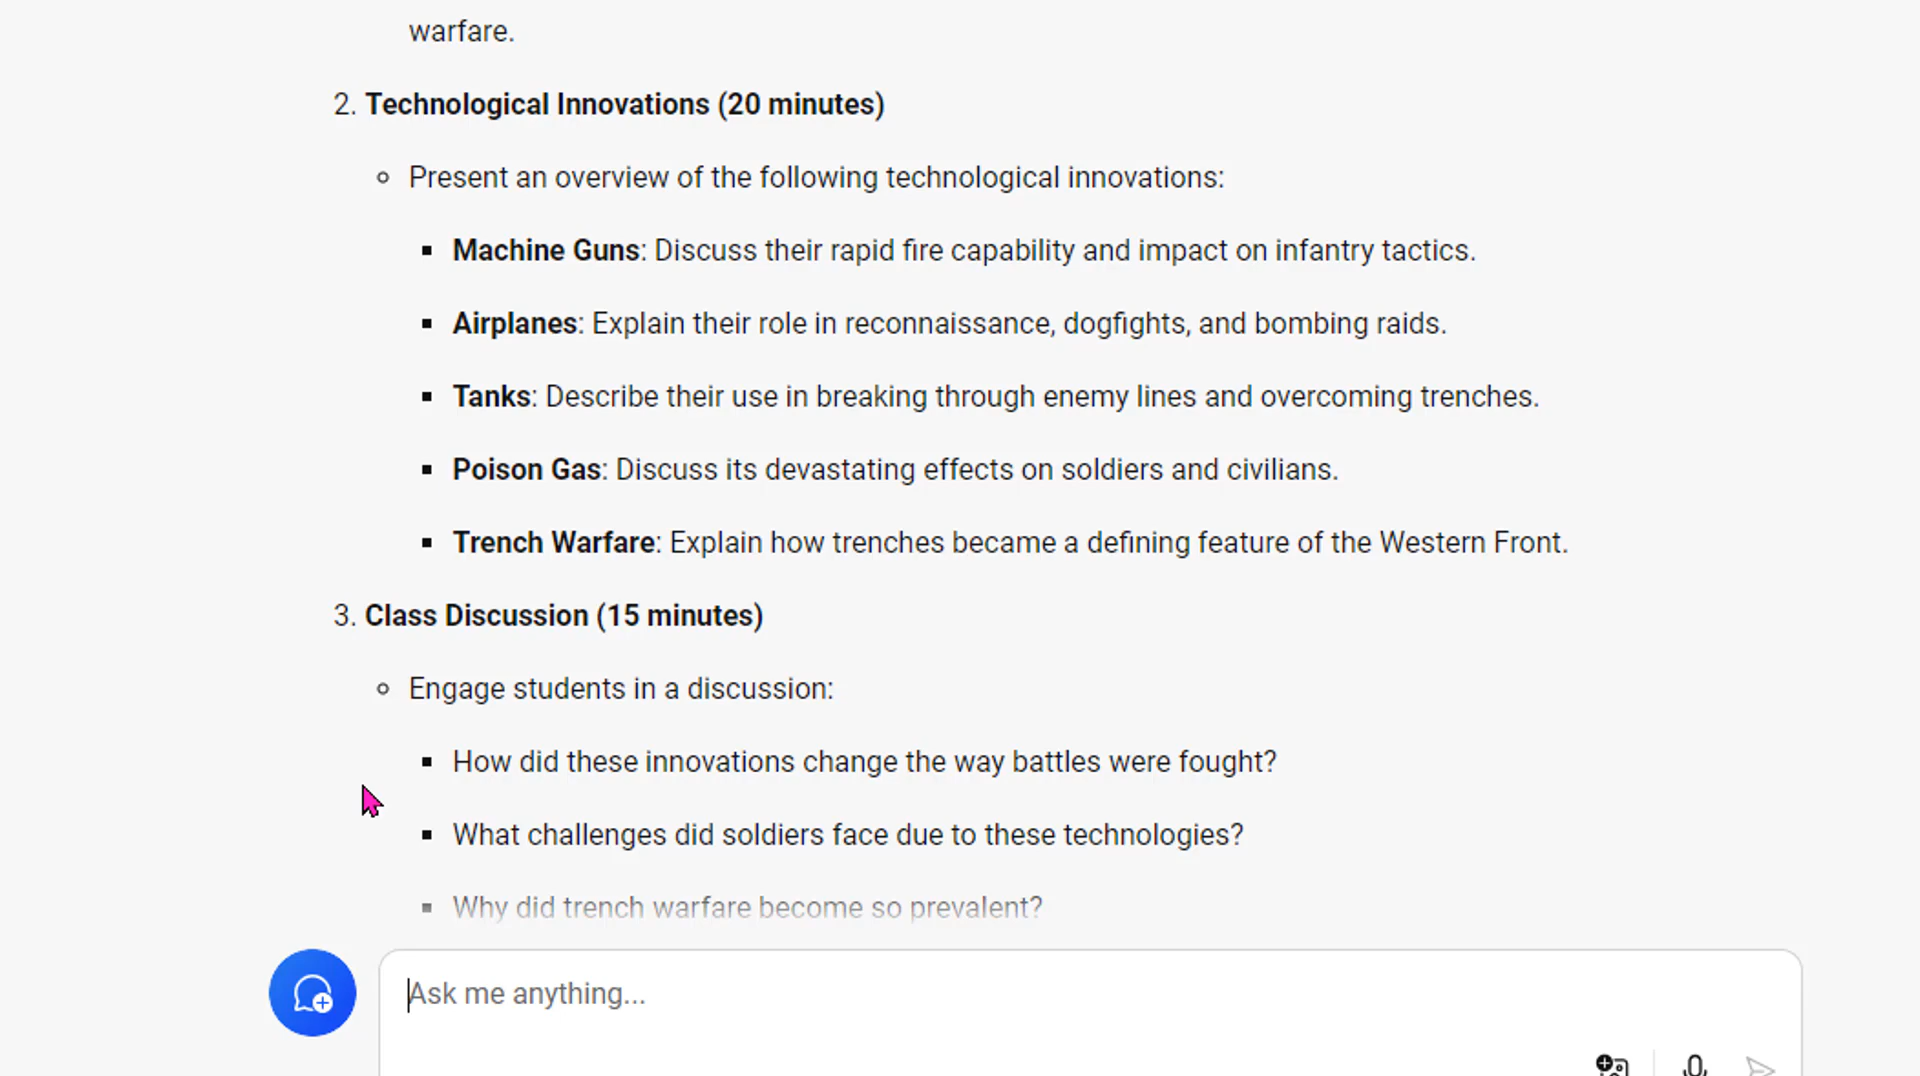 warfare.
2. Technological Innovations (20 minutes)
Present an overview of the following technological innovations:
Machine Guns: Discuss their rapid fire capability and impact on infantry tactics.
Airplanes: Explain their role in reconnaissance, dogfights, and bombing raids.
Tanks: Describe their use in breaking through enemy lines and overcoming trenches.
Poison Gas: Discuss its devastating effects on soldiers and civilians.
Trench Warfare: Explain how trenches became a defining feature of the Western Front.
3. Class Discussion (15 minutes)
Engage students in a discussion:
How did these innovations change the way battles were fought?
What challenges did soldiers face due to these technologies?
Why did trench warfare become so prevalent?
Ask me anything...